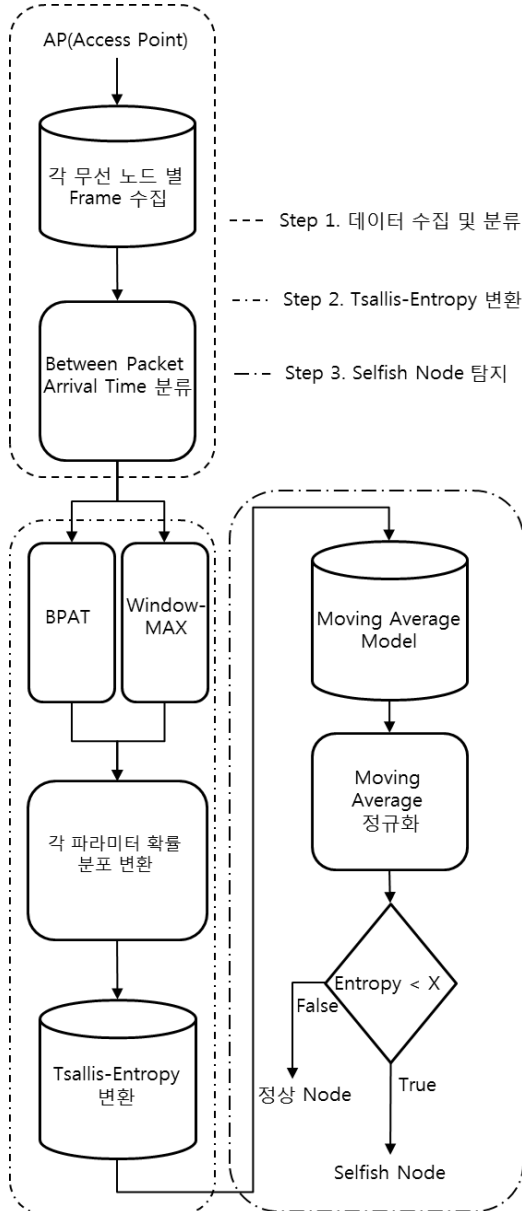 AP(Access Point)
각 무선 노드 별
Frame 수집
Between Packet
Arrival Time 분류
Step 1. 데이터 수집 및 분류
Step 2. Tsallis-Entropy 변환
Step 3. Selfish Node 탐지
BPAT
Window-
MAX
각 파라미터 확률
분포 변환
Tsallis-Entropy
변환
Moving Average
Model
Moving
Average
정규화
Entropy < X
False
정상 Node
True
Selfish Node